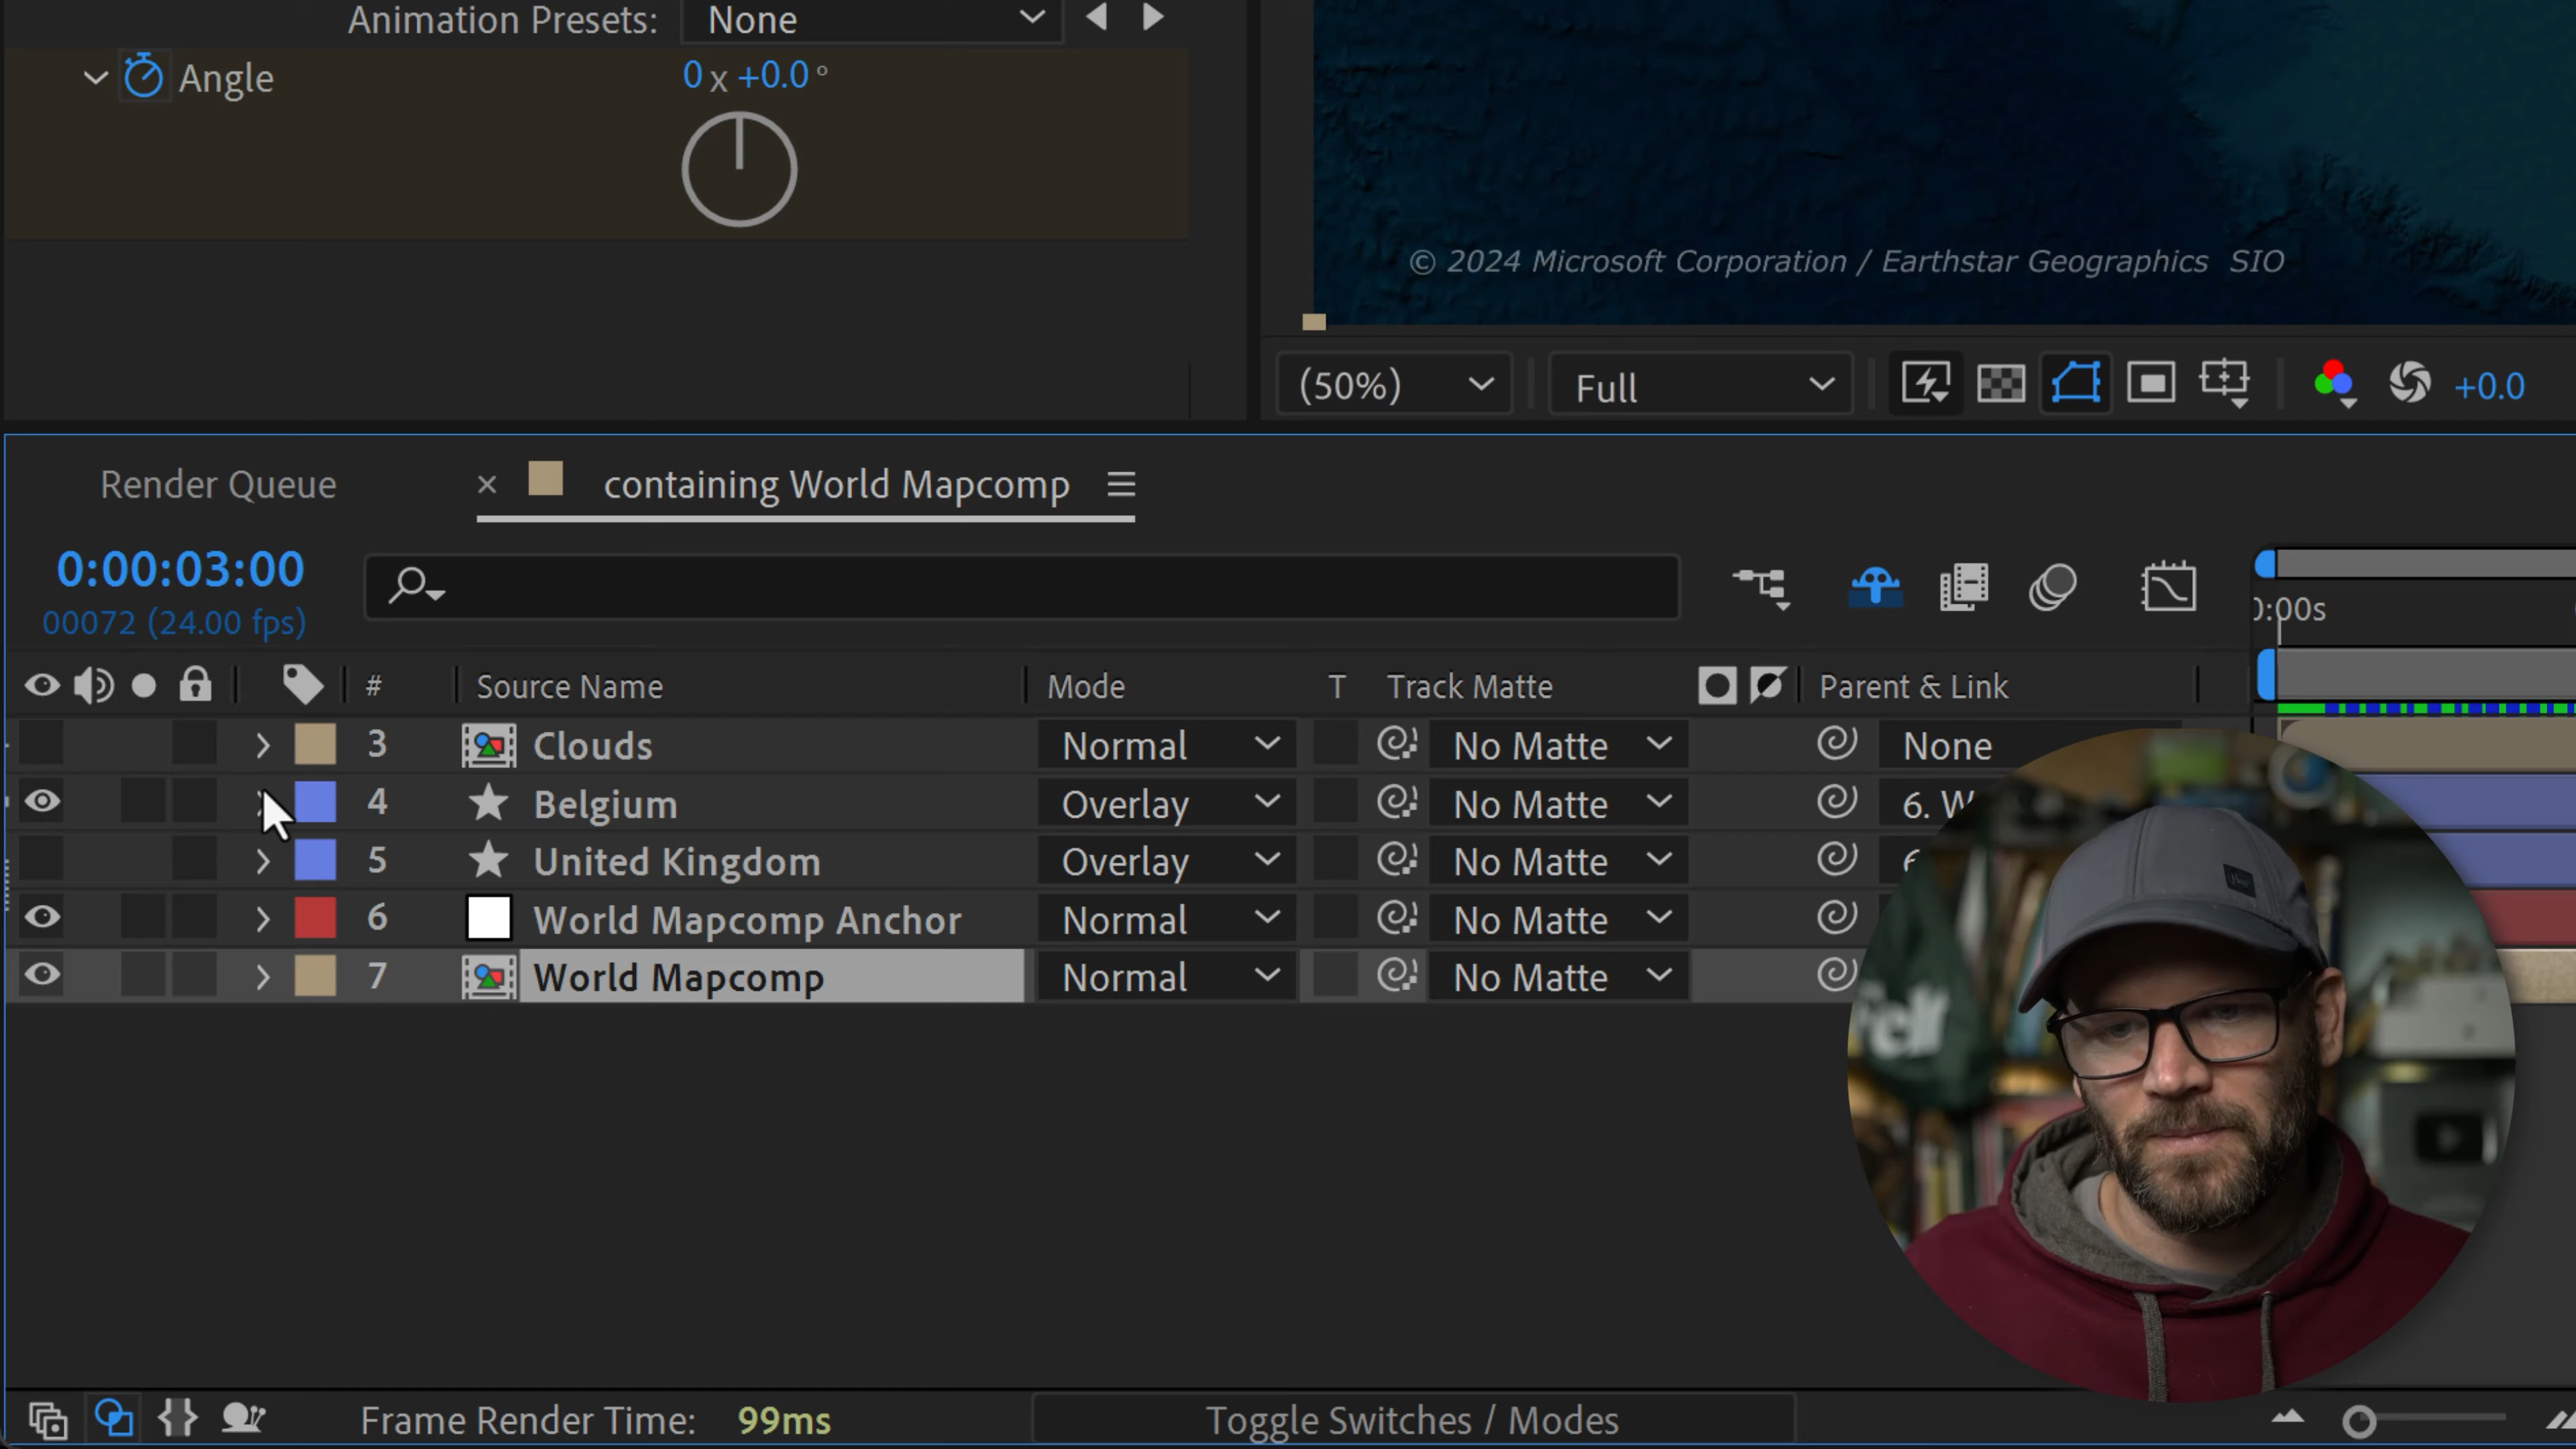 Animation Presets: None
Angle 0 x +0.0 °
© 2024 Microsoft Corporation / Earthstar Geographics SIO
(50%) Full +0.0
Render Queue × containing World Mapcomp
0:00:03:00
00072 (24.00 fps)
0:00s
# Source Name Mode T Track Matte Parent & Link
3 Clouds Normal No Matte None
4 Belgium Overlay No Matte 6. W
5 United Kingdom Overlay No Matte 6
6 World Mapcomp Anchor Normal No Matte
7 World Mapcomp Normal No Matte
Frame Render Time: 99ms Toggle Switches / Modes